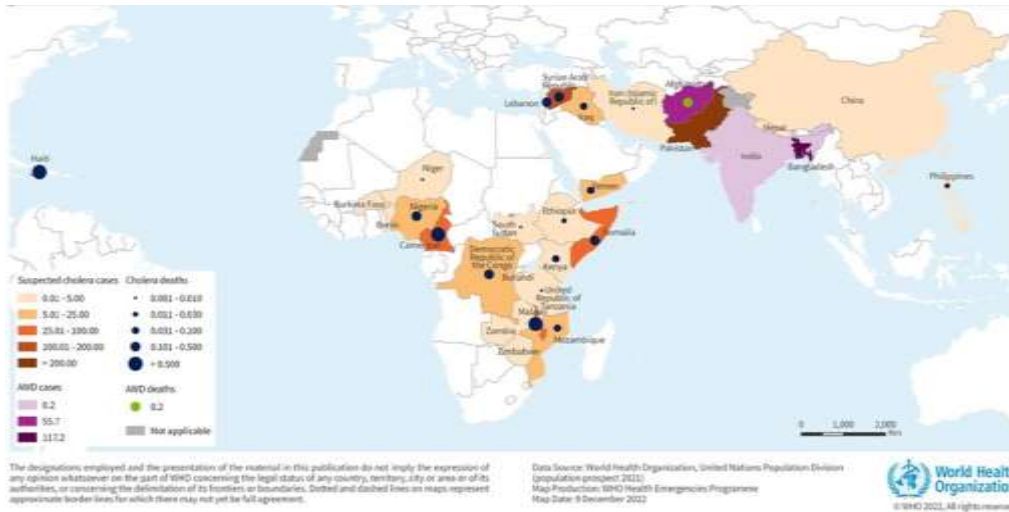 Syrian Arab
Republic
Lebanon
Iraq
Iran (Islamic
Republic of)
Afghanistan
Pakistan
China
Nepal
India
Bangladesh
Philippines
Haiti
Niger
Burkina Faso
Nigeria
Benin
Cameroon
Yemen
Ethiopia
South
Sudan
Somalia
Democratic
Republic of
the Congo
Kenya
Burundi
United
Republic of
Tanzania
Malawi
Zambia
Mozambique
Zimbabwe
Suspected cholera cases
0.01 - 5.00
5.01 - 25.00
25.01 - 100.00
100.01 - 200.00
> 200.00
AWD cases
0.2
55.7
117.2
Cholera deaths
0.001 - 0.010
0.011 - 0.030
0.031 - 0.100
0.101 - 0.500
> 0.500
AWD deaths
0.2
Not applicable
0 1,000 2,000
Kms
The designations employed and the presentation of the material in this publication do not imply the expression of
any opinion whatsoever on the part of WHO concerning the legal status of any country, territory, city or area or of its
authorities, or concerning the delimitation of its frontiers or boundaries. Dotted and dashed lines on maps represent
approximate border lines for which there may not yet be full agreement.
Data Source: World Health Organization, United Nations Population Division
(population prospect 2021)
Map Production: WHO Health Emergencies Programme
Map Date: 9 December 2022
World Health
Organization
© WHO 2022, All rights reserve